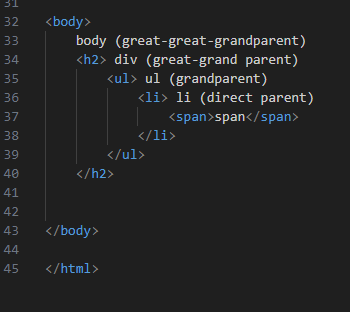 31
32 <body>
33 body (great-great-grandparent)
34 <h2> div (great-grand parent)
35 <ul> ul (grandparent)
36 <li> li (direct parent)
37 <span>span</span>
38 </li>
39 </ul>
40 </h2>
41
42
43 </body>
44
45 </html>